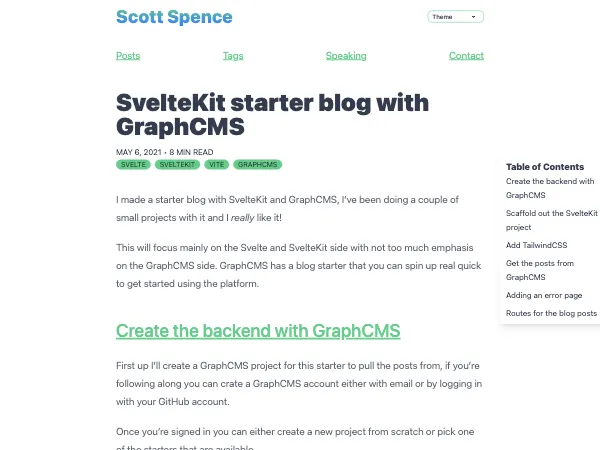 Scott Spence
Theme
Posts
Tags
Speaking
Contact
SvelteKit starter blog with
GraphCMS
MAY 6, 2021 • 8 MIN READ
SVELTE
SVELTEKIT
VITE
GRAPHCMS
I made a starter blog with SvelteKit and GraphCMS, I've been doing a couple of
small projects with it and I really like it!
This will focus mainly on the Svelte and SvelteKit side with not too much emphasis
on the GraphCMS side. GraphCMS has a blog starter that you can spin up real quick
to get started using the platform.
Create the backend with GraphCMS
First up I'll create a GraphCMS project for this starter to pull the posts from, if you're
following along you can crate a GraphCMS account either with email or by logging in
with your GitHub account.
Once you're signed in you can either create a new project from scratch or pick one
of the starters that are available.
Table of Contents
Create the backend with
GraphCMS
Scaffold out the SvelteKit
project
Add TailwindCSS
Get the posts from
GraphCMS
Adding an error page
Routes for the blog posts